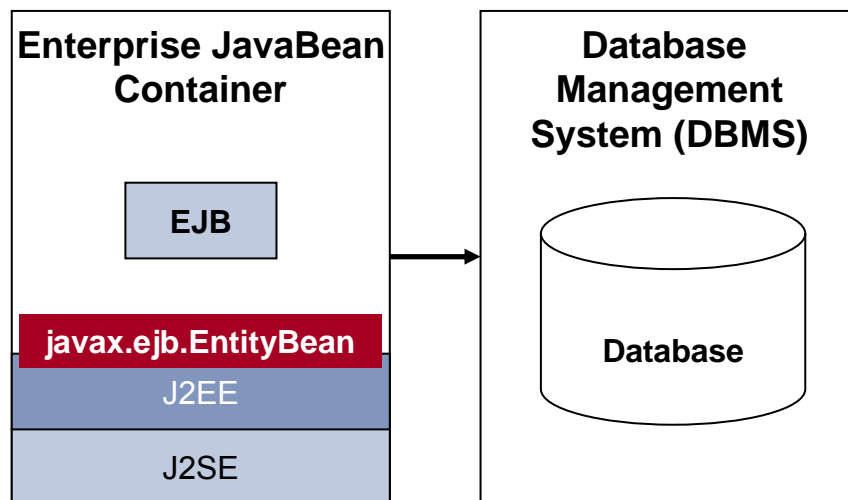 Enterprise JavaBean
Container
EJB
javax.ejb.EntityBean
J2EE
J2SE
Database
Management
System (DBMS)
Database